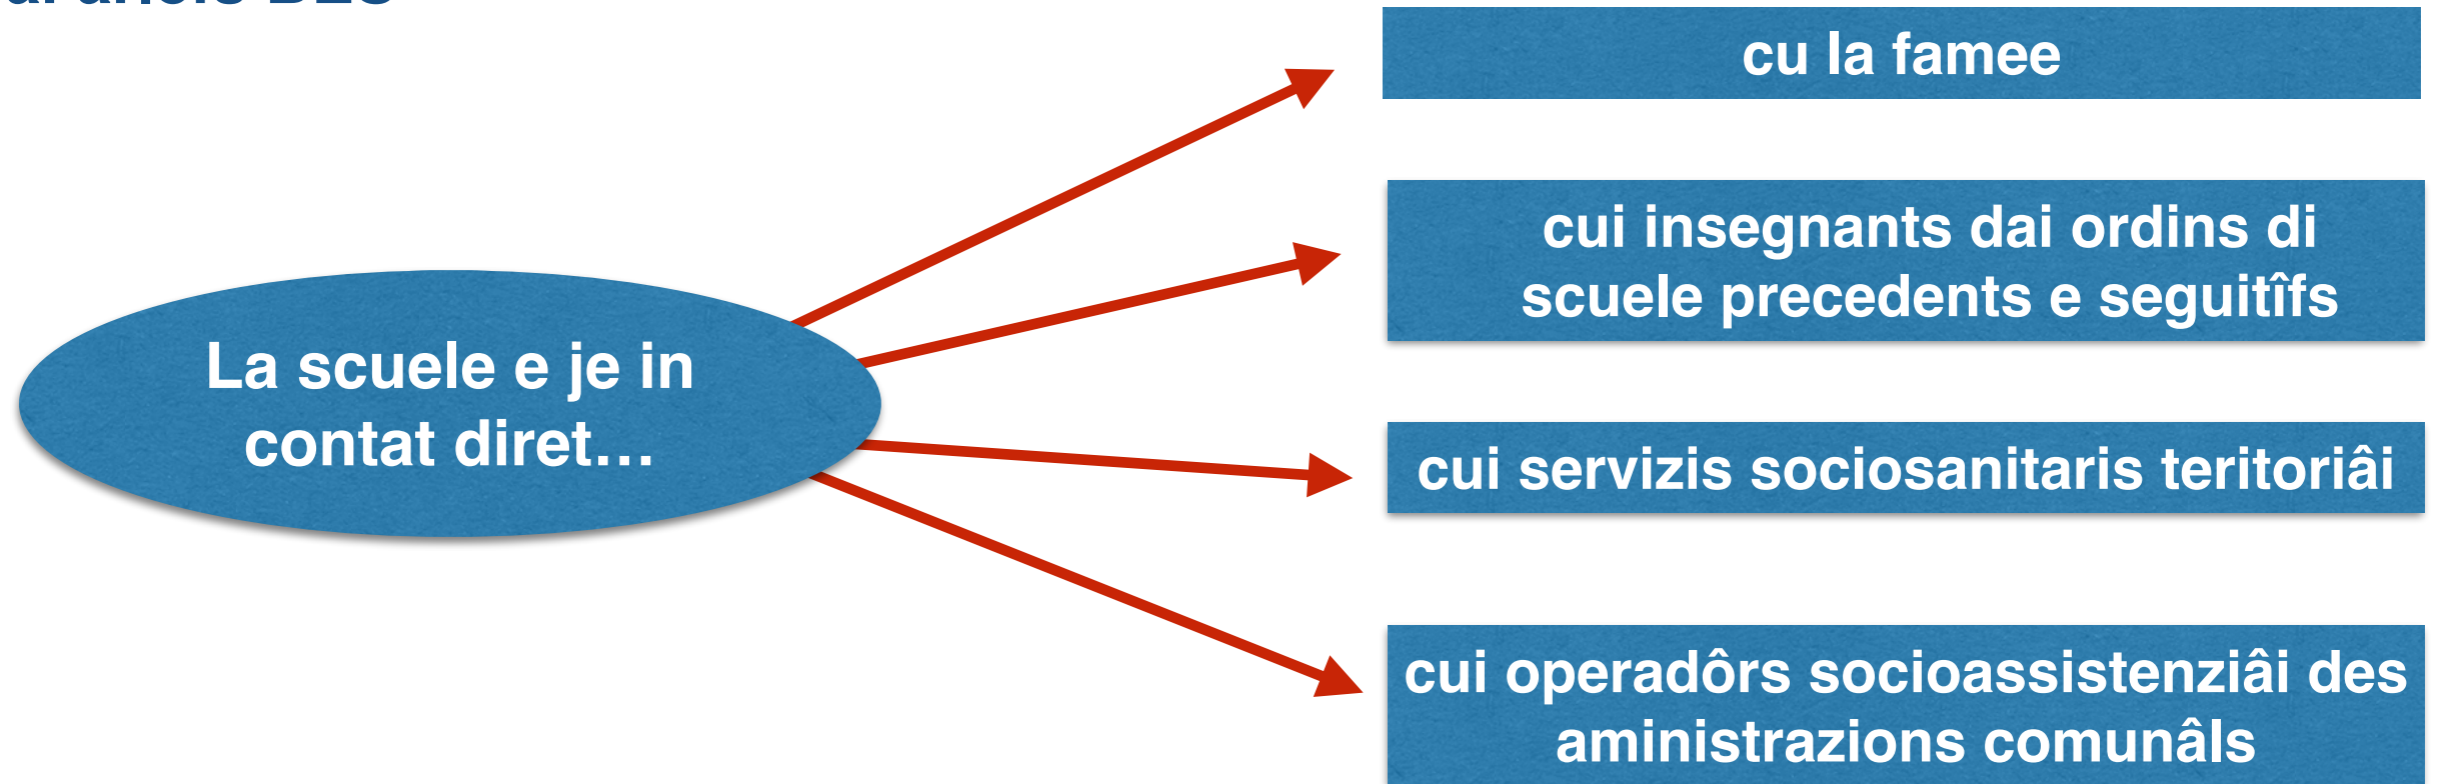 BES
La scuele e je in
contat diret…
cu la famee
cui insegnants dai ordins di
scuele precedents e seguitîfs
cui servizis sociosanitaris teritoriâi
cui operadôrs socioassistenziâi des
aministrazions comunâls